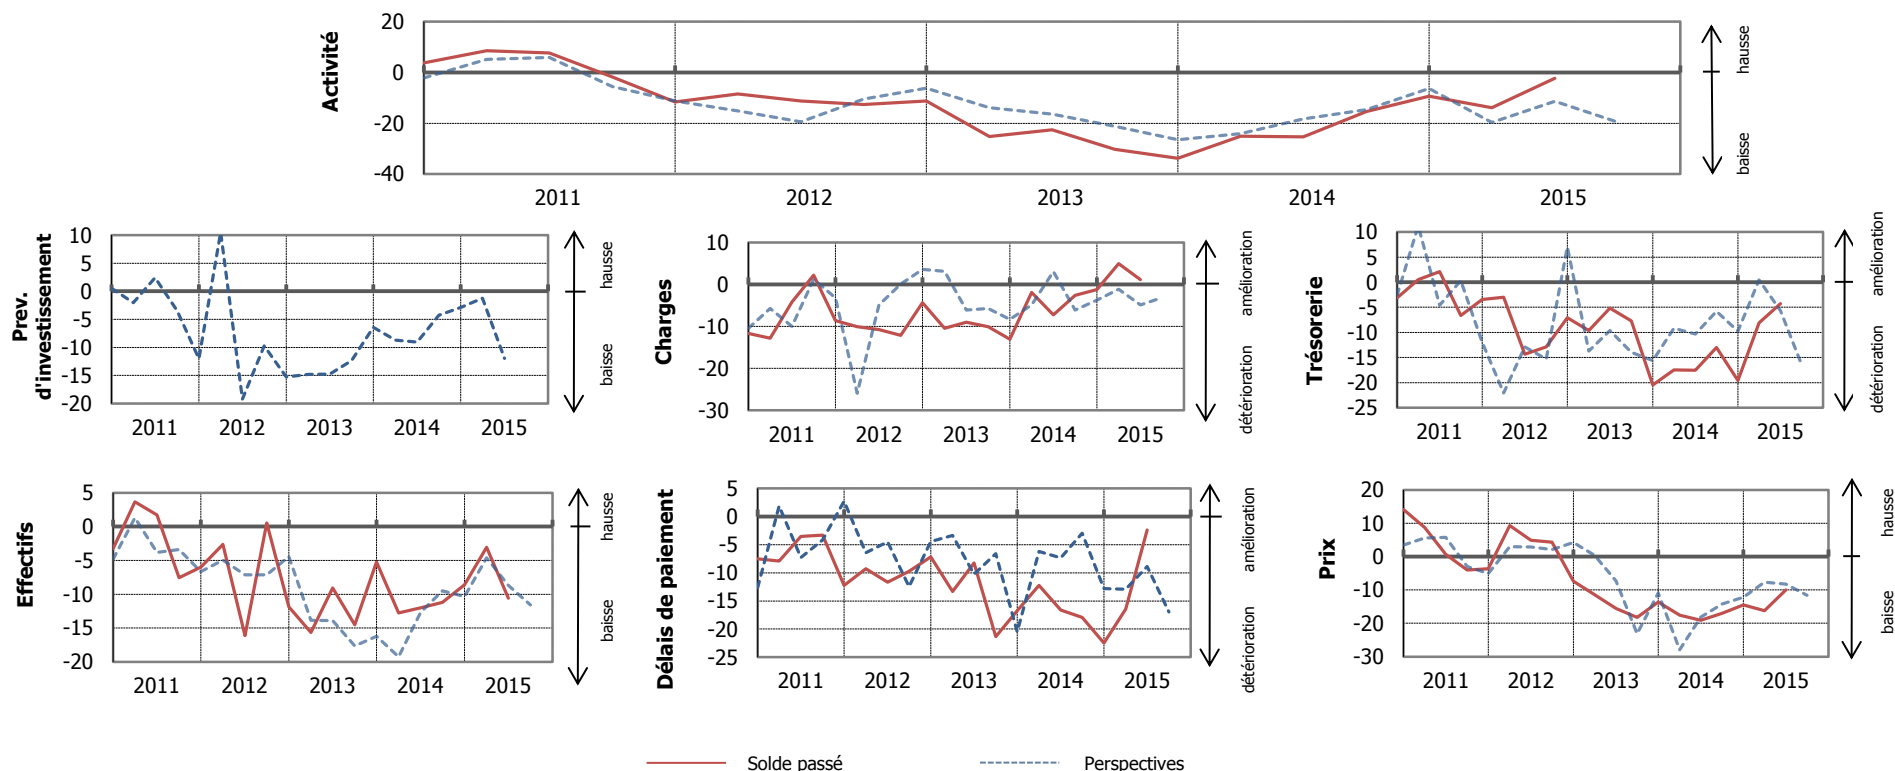 Activité
20
0
-20
-40
2011 2012 2013 2014 2015
hausse
baisse
Prev.
d'investissement
10
5
0
-5
-10
-15
-20
2011 2012 2013 2014 2015
hausse
baisse
Charges
10
0
-10
-20
-30
2011 2012 2013 2014 2015
amélioration
détérioration
Trésorerie
10
5
0
-5
-10
-15
-20
-25
2011 2012 2013 2014 2015
amélioration
détérioration
Effectifs
5
0
-5
-10
-15
-20
2011 2012 2013 2014 2015
hausse
baisse
Délais de paiement
5
0
-5
-10
-15
-20
-25
2011 2012 2013 2014 2015
amélioration
détérioration
Prix
20
10
0
-10
-20
-30
2011 2012 2013 2014 2015
hausse
baisse
Solde passé Perspectives